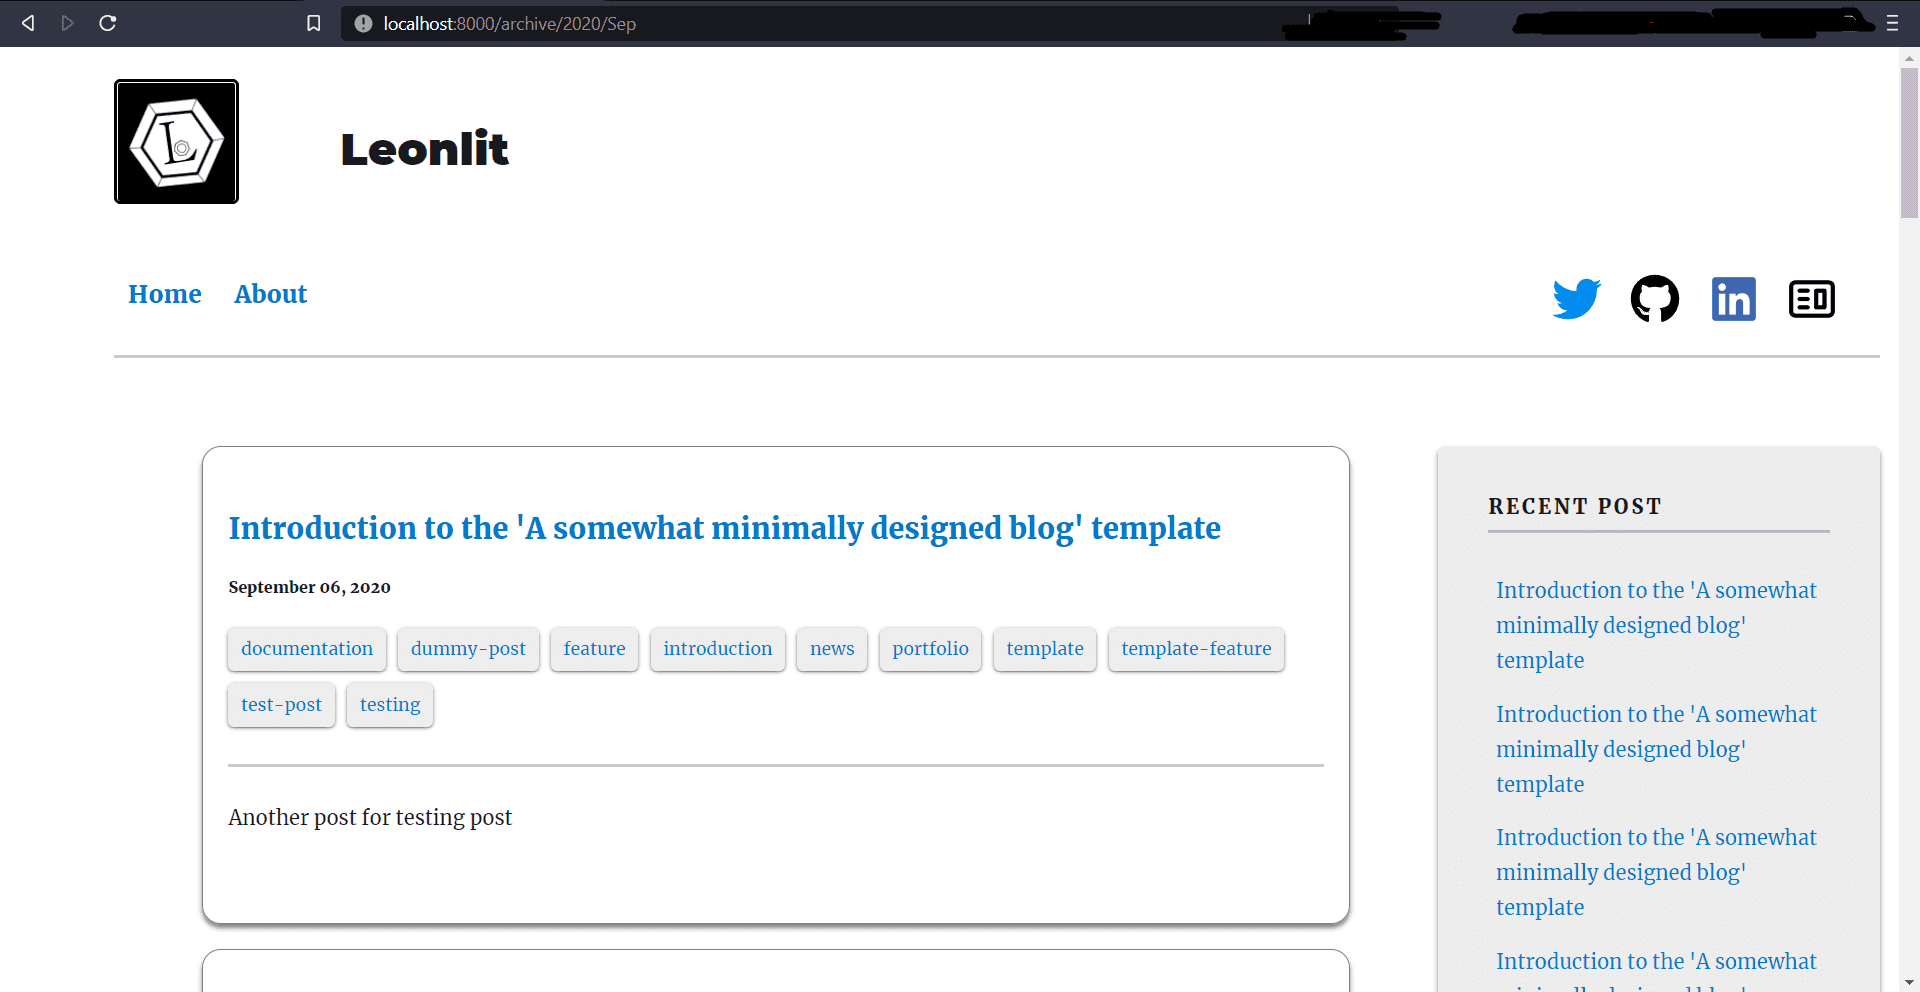 localhost:8000/archive/2020/Sep
L
Leonlit
Home About
in
Introduction to the 'A somewhat minimally designed blog' template
September 06, 2020
documentation dummy-post feature introduction news portfolio template template-feature
test-post testing
Another post for testing post
RECENT POST
Introduction to the 'A somewhat
minimally designed blog'
template
Introduction to the 'A somewhat
minimally designed blog'
template
Introduction to the 'A somewhat
minimally designed blog'
template
Introduction to the 'A somewhat